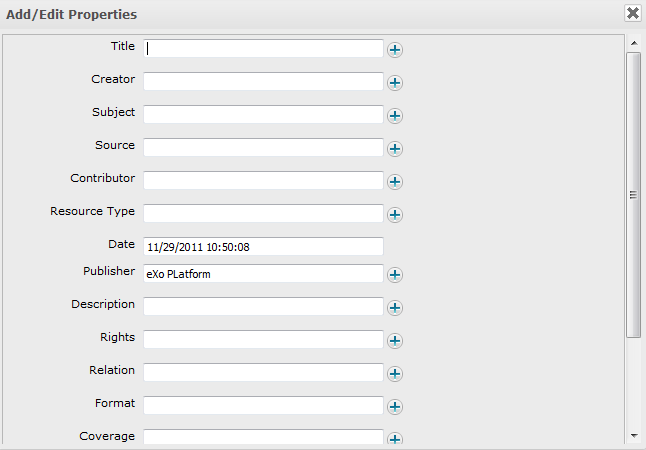 Add/Edit Properties
Title
Creator
Subject
Source
Contributor
Resource Type
Date 11/29/2011 10:50:08
Publisher eXo PLatform
Description
Rights
Relation
Format
Coverage